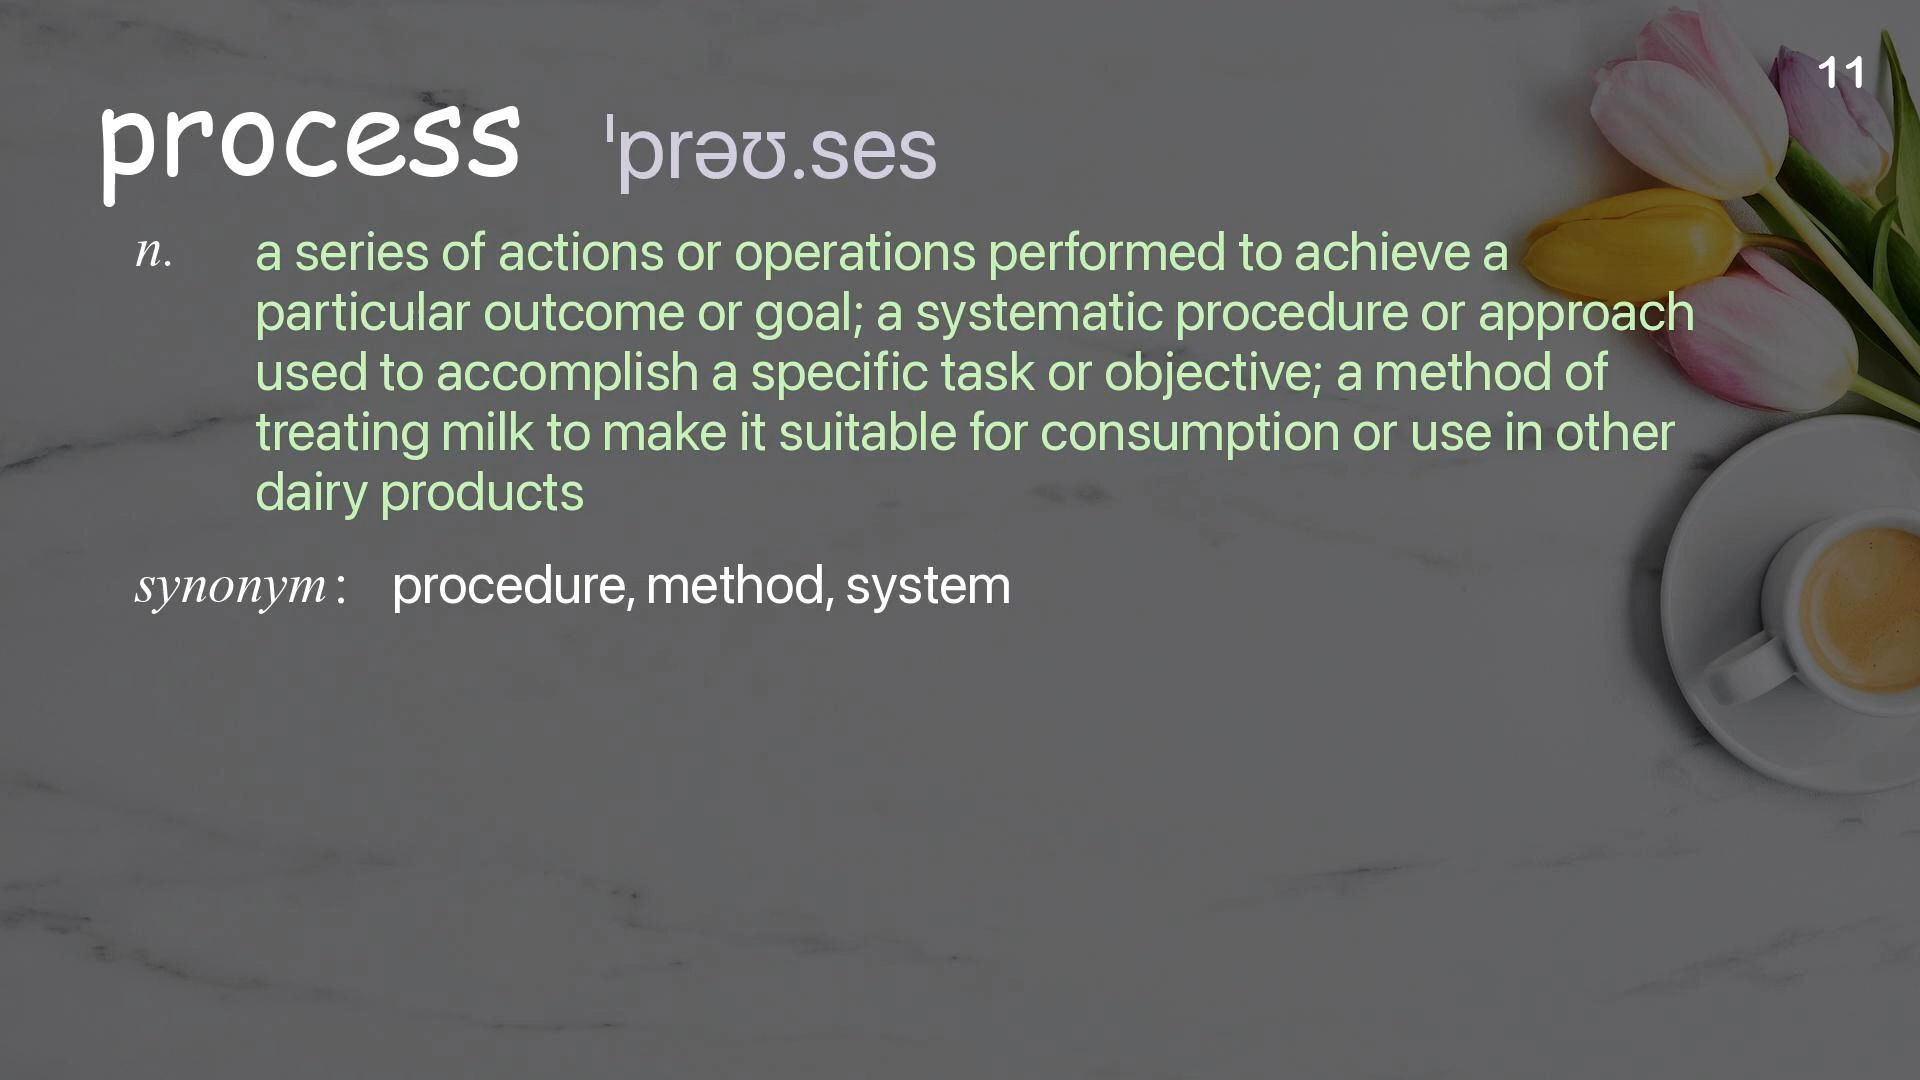 11
process ˈprəʊ.ses
n. a series of actions or operations performed to achieve a
particular outcome or goal; a systematic procedure or approach
used to accomplish a specific task or objective; a method of
treating milk to make it suitable for consumption or use in other
dairy products
synonym: procedure, method, system